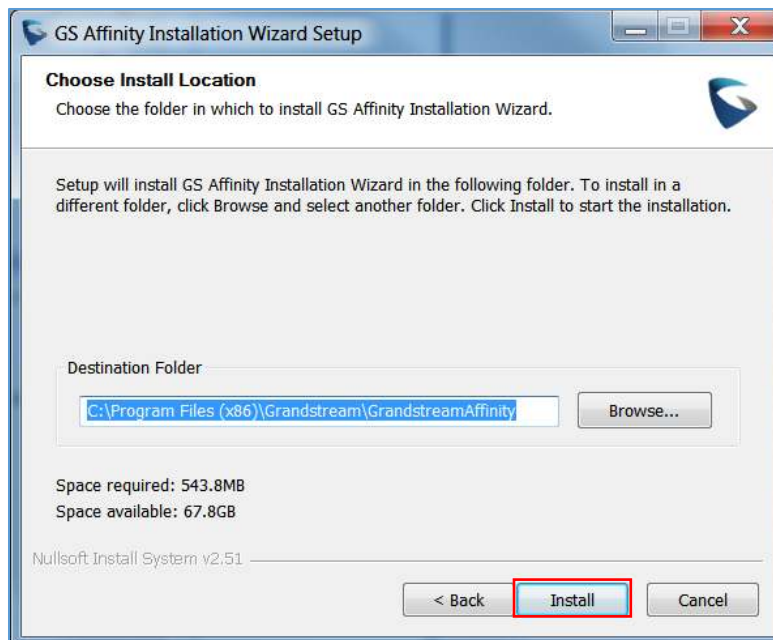 GS Affinity Installation Wizard Setup
Choose Install Location
Choose the folder in which to install GS Affinity Installation Wizard.
Setup will install GS Affinity Installation Wizard in the following folder. To install in a
different folder, click Browse and select another folder. Click Install to start the installation.
Destination Folder
C:\Program Files (x86)\Grandstream\GrandstreamAffinity
Browse...
Space required: 543.8MB
Space available: 67.8GB
Nullsoft Install System v2.51
< Back
Install
Cancel